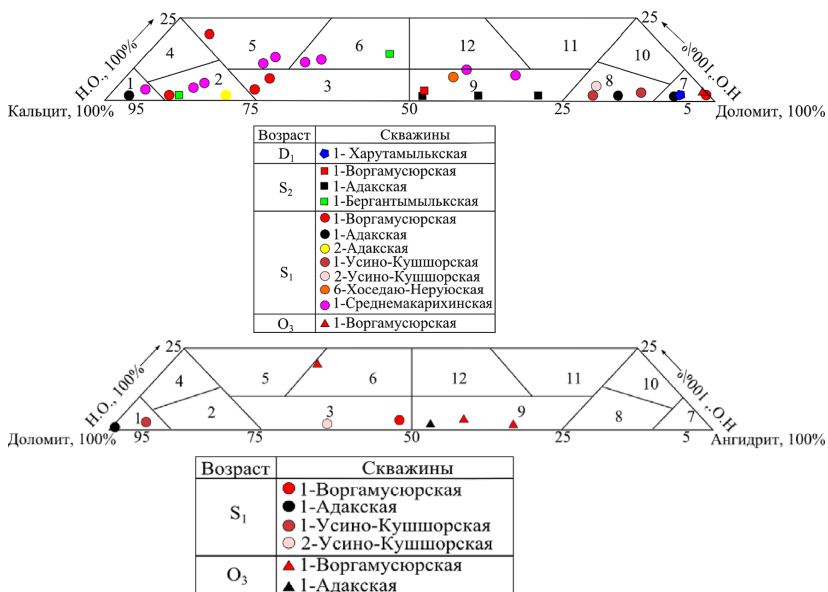 25 25
Н.О., 100% Н.О., 100%
4 5 6 12 11 10
1 2 3 9 8 7
Кальцит, 100% 95 75 50 25 5 Доломит, 100%
Возраст Скважины
D1 1- Харутамылькская
S2 1-Воргамусюрская
1-Адакская
1-Бергантымылькская
S1 1-Воргамусюрская
1-Адакская
2-Адакская
1-Усино-Кушшорская
2-Усино-Кушшорская
6-Хоседаю-Неруюская
1-Среднемакарихинская
O3 1-Воргамусюрская
25 25
Н.О., 100% Н.О., 100%
4 5 6 12 11 10
1 2 3 9 8 7
Доломит, 100% 95 75 50 25 5 Ангидрит, 100%
Возраст Скважины
S1 1-Воргамусюрская
1-Адакская
1-Усино-Кушшорская
2-Усино-Кушшорская
O3 1-Воргамусюрская
1-Адакская